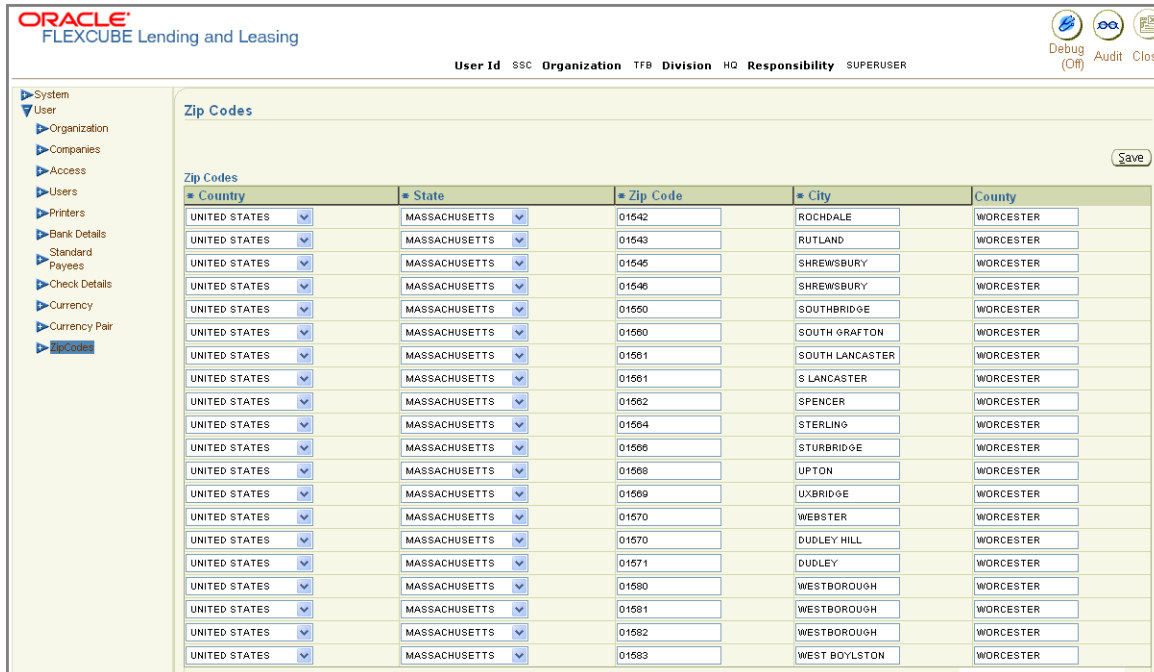 ORACLE
FLEXCUBE Lending and Leasing
Debug (Off)
Audit
Clos
User Id SSC Organization TFB Division HQ Responsibility SUPERUSER
System
User
Organization
Companies
Access
Users
Printers
Bank Details
Standard
Payees
Check Details
Currency
Currency Pair
ZipCodes
Zip Codes
Save
Zip Codes
* Country * State * Zip Code * City County
UNITED STATES MASSACHUSETTS 01542 ROCHDALE WORCESTER
UNITED STATES MASSACHUSETTS 01543 RUTLAND WORCESTER
UNITED STATES MASSACHUSETTS 01545 SHREWSBURY WORCESTER
UNITED STATES MASSACHUSETTS 01546 SHREWSBURY WORCESTER
UNITED STATES MASSACHUSETTS 01550 SOUTHBRIDGE WORCESTER
UNITED STATES MASSACHUSETTS 01560 SOUTH GRAFTON WORCESTER
UNITED STATES MASSACHUSETTS 01561 SOUTH LANCASTER WORCESTER
UNITED STATES MASSACHUSETTS 01561 S LANCASTER WORCESTER
UNITED STATES MASSACHUSETTS 01562 SPENCER WORCESTER
UNITED STATES MASSACHUSETTS 01564 STERLING WORCESTER
UNITED STATES MASSACHUSETTS 01566 STURBRIDGE WORCESTER
UNITED STATES MASSACHUSETTS 01568 UPTON WORCESTER
UNITED STATES MASSACHUSETTS 01569 UXBRIDGE WORCESTER
UNITED STATES MASSACHUSETTS 01570 WEBSTER WORCESTER
UNITED STATES MASSACHUSETTS 01570 DUDLEY HILL WORCESTER
UNITED STATES MASSACHUSETTS 01571 DUDLEY WORCESTER
UNITED STATES MASSACHUSETTS 01580 WESTBOROUGH WORCESTER
UNITED STATES MASSACHUSETTS 01581 WESTBOROUGH WORCESTER
UNITED STATES MASSACHUSETTS 01582 WESTBOROUGH WORCESTER
UNITED STATES MASSACHUSETTS 01583 WEST BOYLSTON WORCESTER